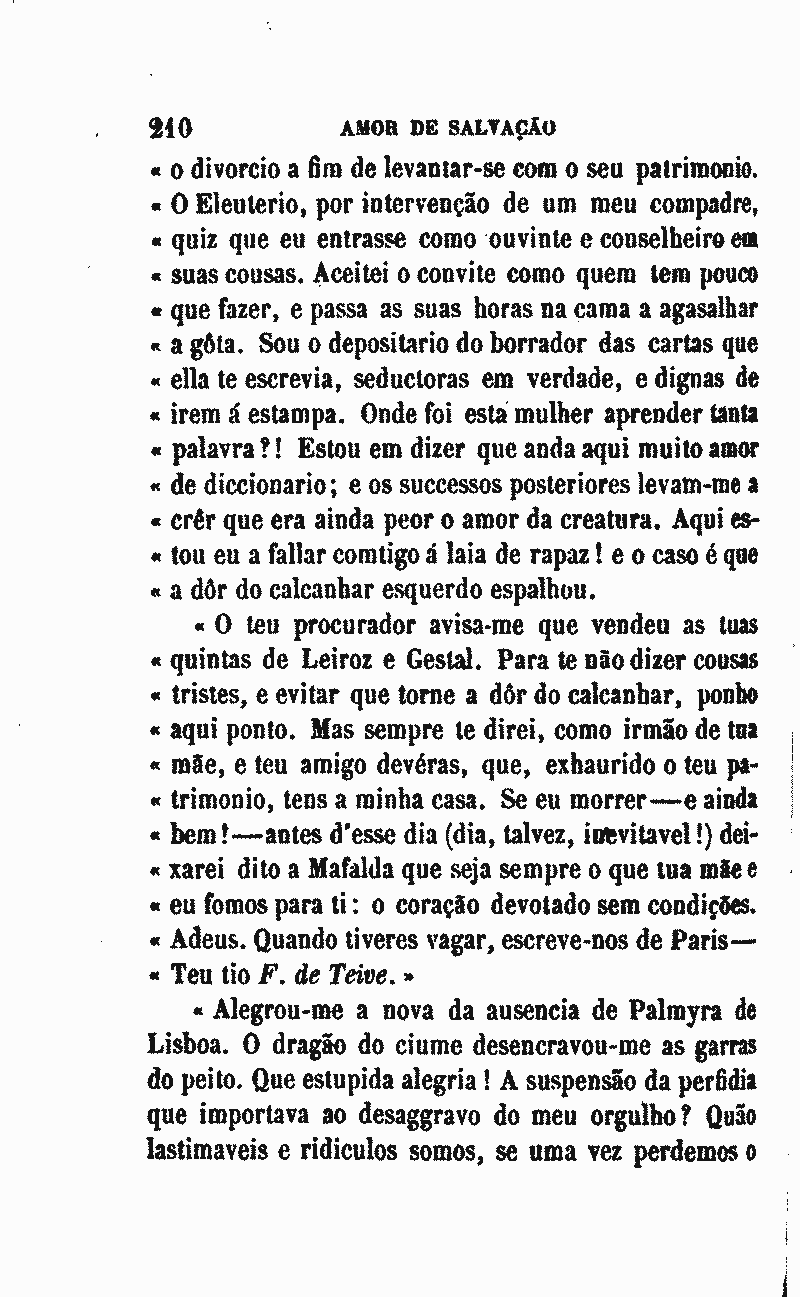 210 AMOR DE SALVAÇÃO
« o divorcio a fim de levantar-se com o seu patrimonio.
« O Eleuterio, por intervenção de um meu compadre,
« quiz que eu entrasse como ouvinte e conselheiro em
« suas cousas. Aceitei o convite como quem tem pouco
« que fazer, e passa as suas horas na cama a agasalhar
« a gôta. Sou o depositario do borrador das cartas que
« ella te escrevia, seductoras em verdade, e dignas de
« irem á estampa. Onde foi esta mulher aprender tanta
« palavra?! Estou em dizer que anda aqui muito amor
« de diccionario; e os successos posteriores levam-me a
« crêr que era ainda peor o amor da creatura. Aqui es-
« tou eu a fallar comtigo á laia de rapaz! e o caso é que
« a dôr do calcanhar esquerdo espalhou.
« O teu procurador avisa-me que vendeu as tuas
« quintas de Leiroz e Gestal. Para te não dizer cousas
« tristes, e evitar que torne a dôr do calcanhar, ponho
« aqui ponto. Mas sempre te direi, como irmão de tua
« mãe, e teu amigo devéras, que, exhaurido o teu pa-
« trimonio, tens a minha casa. Se eu morrer—e ainda
« bem!—antes d'esse dia (dia, talvez, inevitavel!) dei-
« xarei dito a Mafalda que seja sempre o que tua mãe e
« eu fomos para ti: o coração devotado sem condições.
« Adeus. Quando tiveres vagar, escreve-nos de Paris—
« Teu tio F. de Teive. »
« Alegrou-me a nova da ausencia de Palmyra de
Lisboa. O dragão do ciume desencravou-me as garras
do peito. Que estupida alegria! A suspensão da perfidia
que importava ao desaggravo do meu orgulho? Quão
lastimaveis e ridiculos somos, se uma vez perdemos o